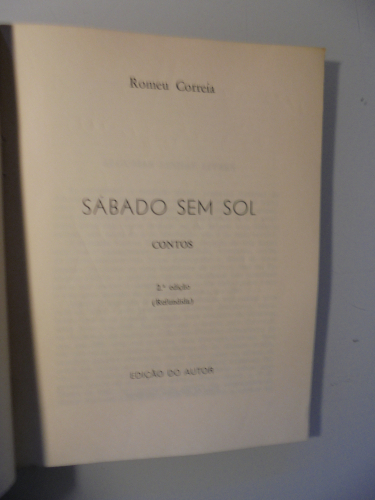 Romeu Correia
SÁBADO SEM SOL
CONTOS
2.ª edição
(Refundida)
EDIÇÃO DO AUTOR